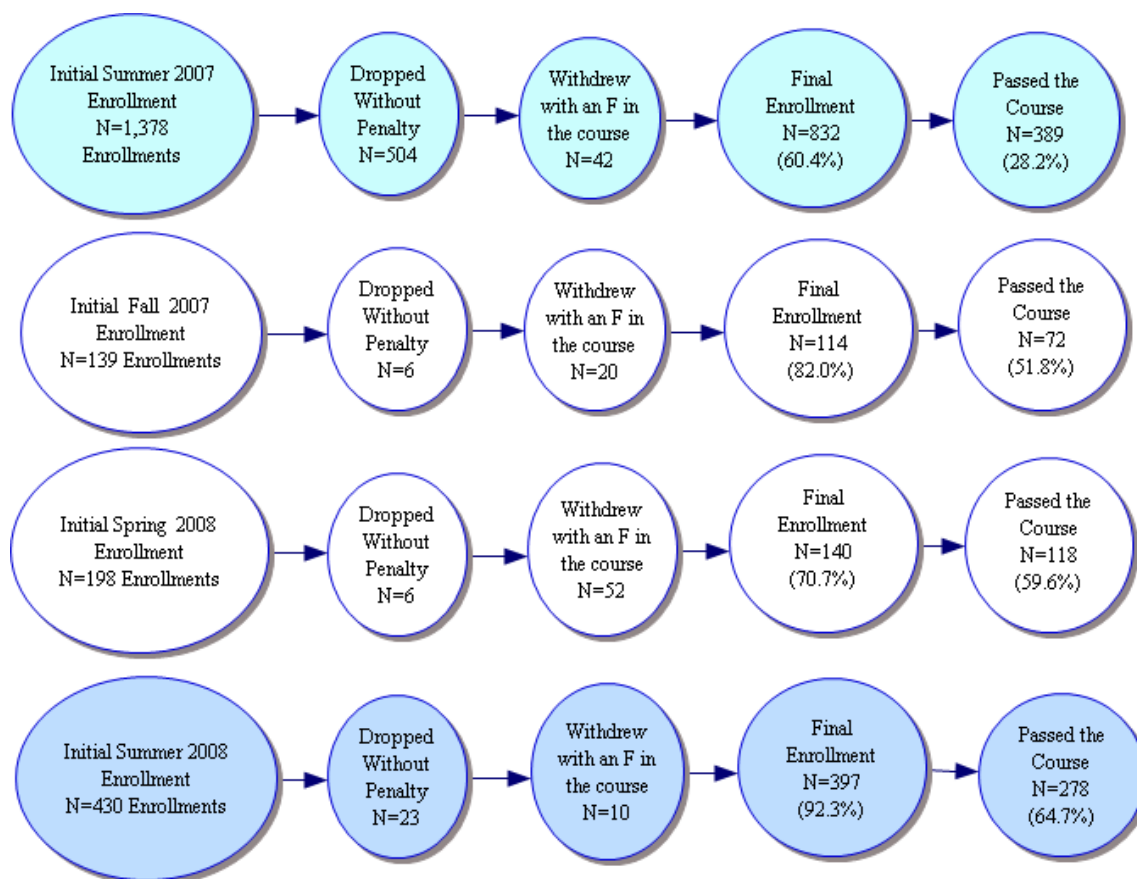 Initial Summer 2007
Enrollment
N=1,378
Enrollments
Dropped
Without
Penalty
N=504
Withdrew
with an F in
the course
N=42
Final
Enrollment
N=832
(60.4%)
Passed the
Course
N=389
(28.2%)
Initial Fall 2007
Enrollment
N=139 Enrollments
Dropped
Without
Penalty
N=6
Withdrew
with an F in
the course
N=20
Final
Enrollment
N=114
(82.0%)
Passed the
Course
N=72
(51.8%)
Initial Spring 2008
Enrollment
N=198 Enrollments
Dropped
Without
Penalty
N=6
Withdrew
with an F in
the course
N=52
Final
Enrollment
N=140
(70.7%)
Passed the
Course
N=118
(59.6%)
Initial Summer 2008
Enrollment
N=430 Enrollments
Dropped
Without
Penalty
N=23
Withdrew
with an F in
the course
N=10
Final
Enrollment
N=397
(92.3%)
Passed the
Course
N=278
(64.7%)